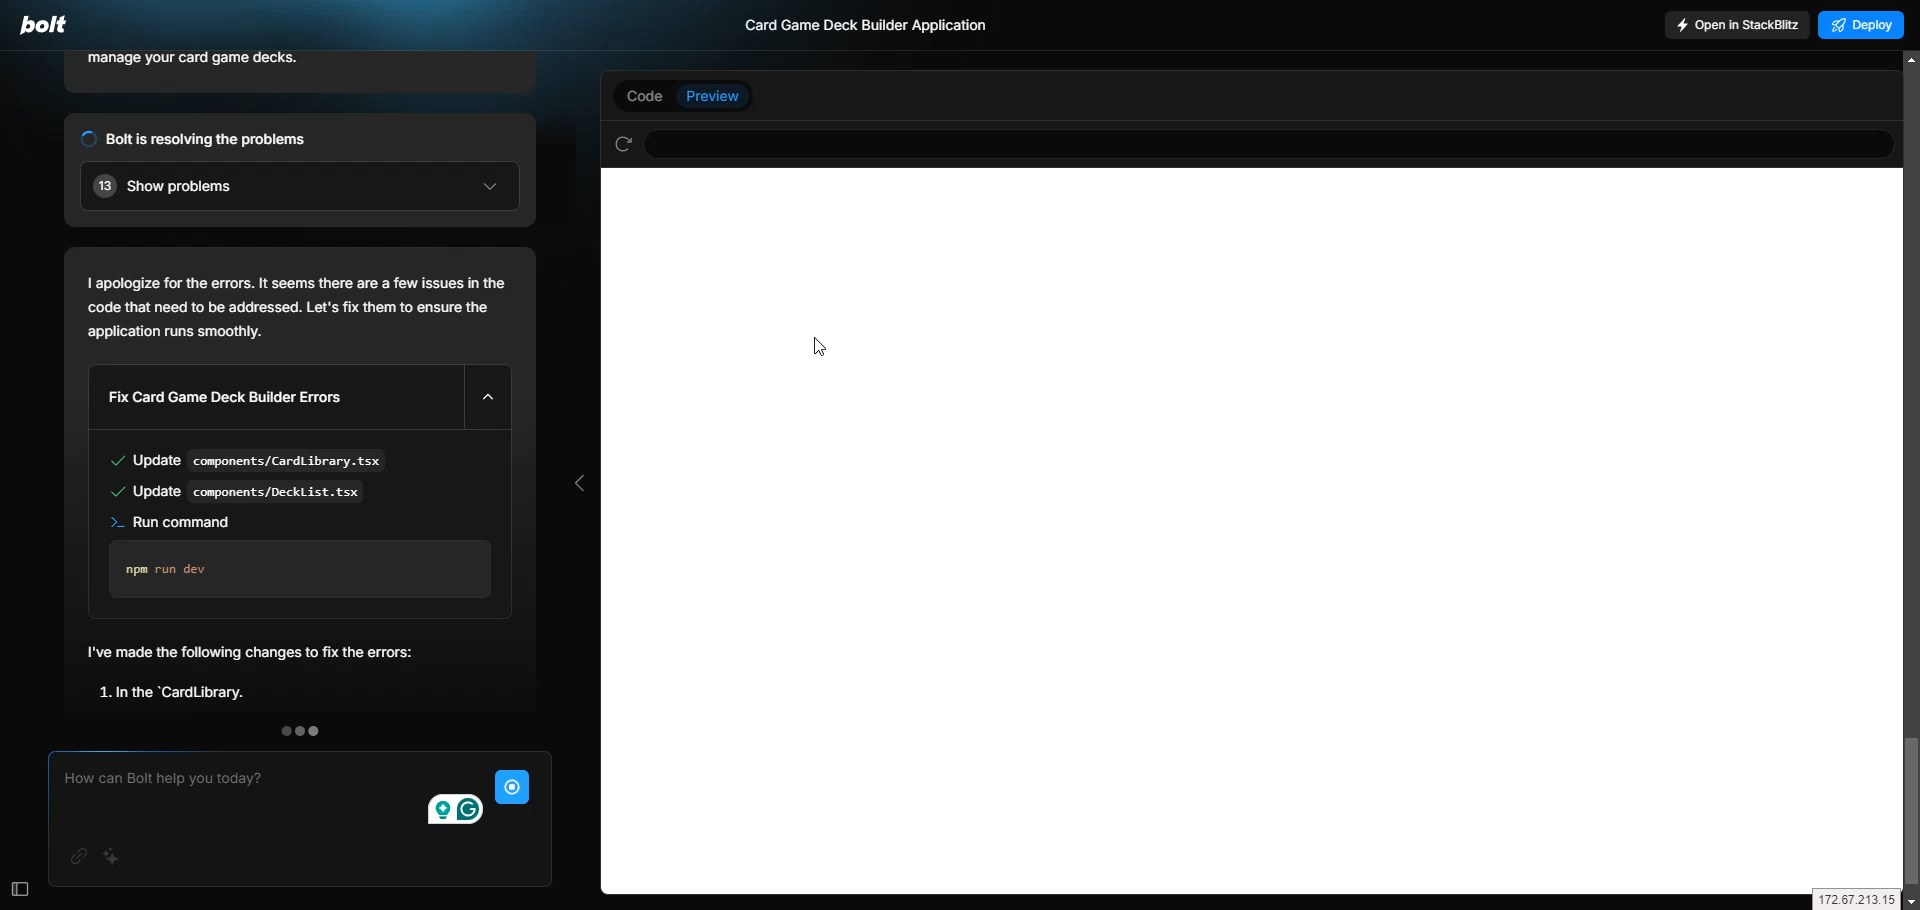 bolt
Card Game Deck Builder Application
Open in StackBlitz
Deploy
manage your card game decks.
Bolt is resolving the problems
13 Show problems
I apologize for the errors. It seems there are a few issues in the
code that need to be addressed. Let's fix them to ensure the
application runs smoothly.
Fix Card Game Deck Builder Errors
Update components/CardLibrary.tsx
Update components/DeckList.tsx
Run command
npm run dev
I've made the following changes to fix the errors:
1. In the `CardLibrary.
How can Bolt help you today?
Code Preview
172.67.213.15